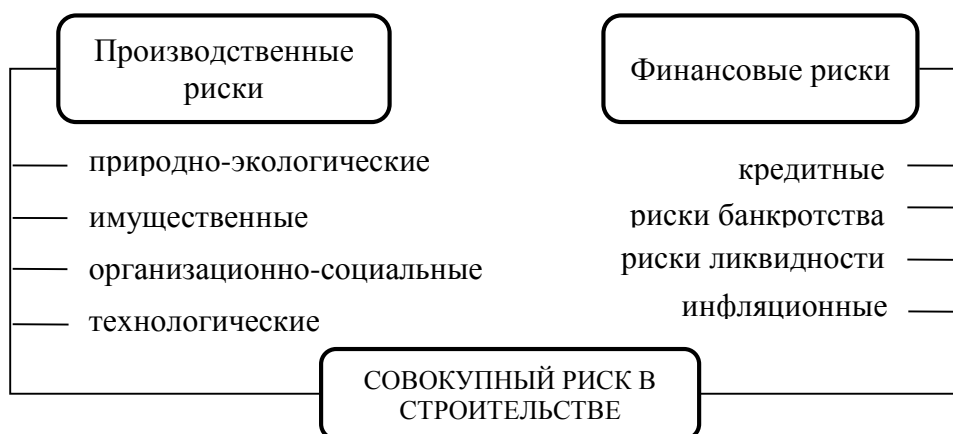 Производственные
риски
природно-экологические
имущественные
организационно-социальные
технологические
Финансовые риски
кредитные
риски банкротства
риски ликвидности
инфляционные
СОВОКУПНЫЙ РИСК В
СТРОИТЕЛЬСТВЕ